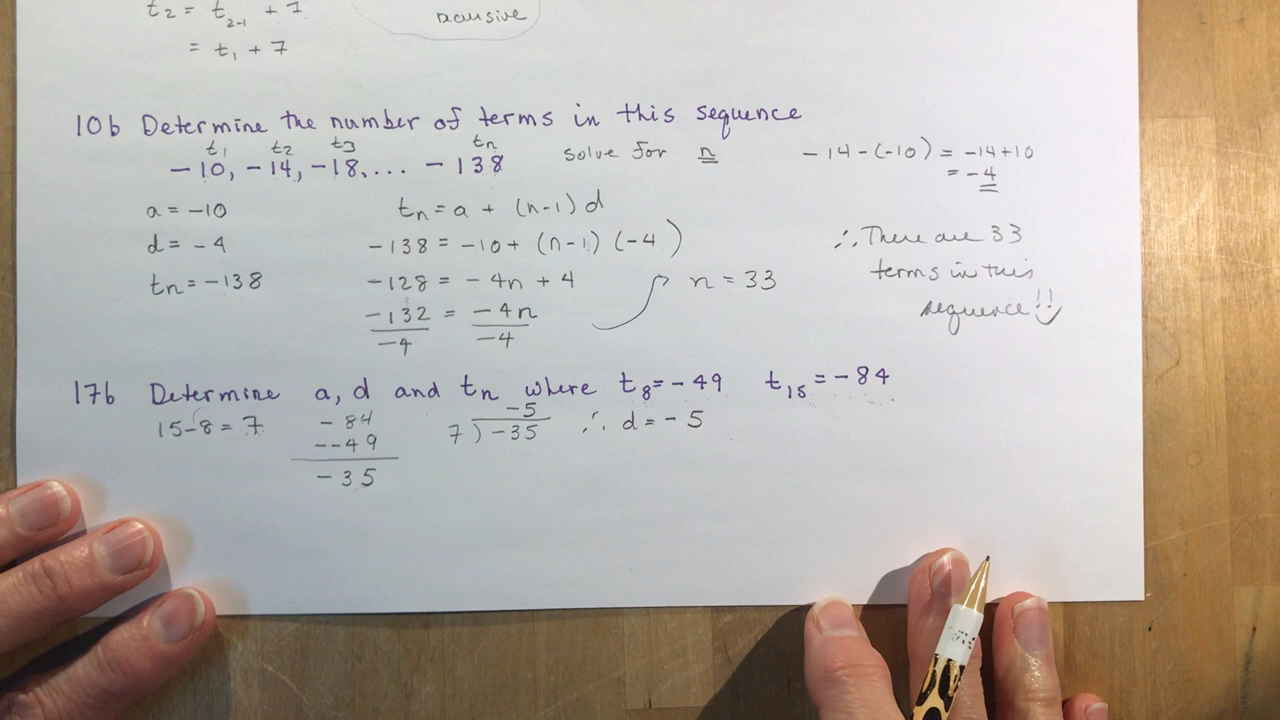 t₂ = t₂₋₁ + 7
recursive
= t₁ + 7
10b Determine the number of terms in this sequence
t₁ t₂ t₃ tn
-10, -14, -18, ... -138 solve for n
-14-(-10) = -14+10
= -4
a = -10
d = -4
tn = -138
tn = a + (n-1)d
-138 = -10 + (n-1)(-4)
-128 = -4n + 4
-132 = -4n
-4 -4
n = 33
∴ There are 33
terms in this
sequence!!
17b Determine a, d and tn where t₈ = -49 t₁₅ = -84
15-8 = 7
-84
--49
-35
-5
7)-35
∴ d = -5